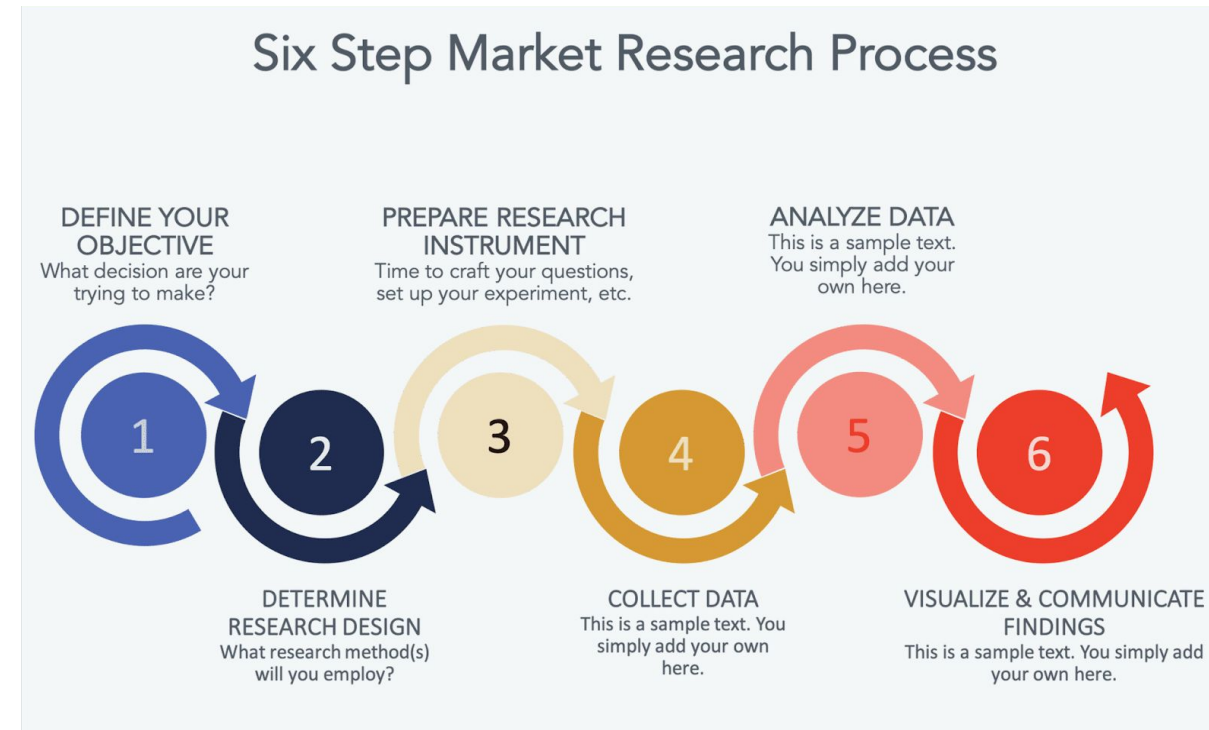 Six Step Market Research Process
DEFINE YOUR
OBJECTIVE
What decision are your
trying to make?
1
DETERMINE
RESEARCH DESIGN
What research method(s)
will you employ?
2
PREPARE RESEARCH
INSTRUMENT
Time to craft your questions,
set up your experiment, etc.
3
COLLECT DATA
This is a sample text. You
simply add your own
here.
4
ANALYZE DATA
This is a sample text.
You simply add your
own here.
5
VISUALIZE & COMMUNICATE
FINDINGS
This is a sample text. You simply add
your own here.
6